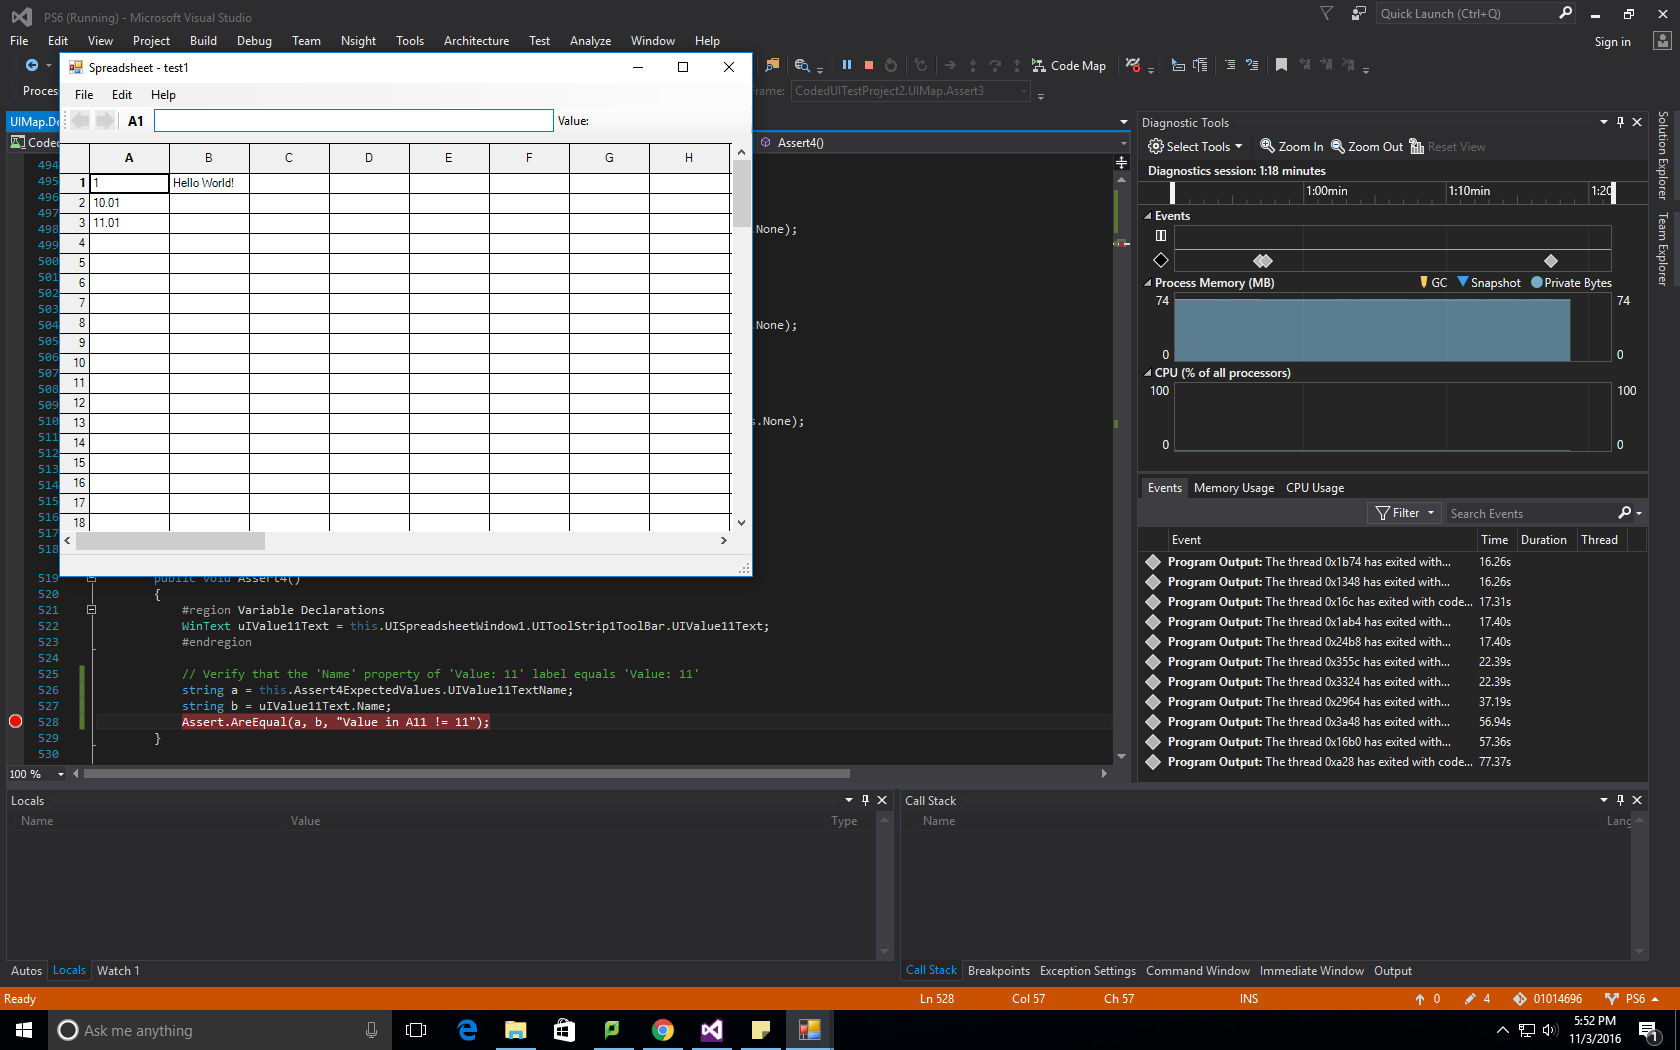 PS6 (Running) - Microsoft Visual Studio
Quick Launch (Ctrl+Q)
File Edit View Project Build Debug Team Nsight Tools Architecture Test Analyze Window Help
Sign in
Code Map
Proces
rame: CodedUITestProject2.UIMap.Assert3
Spreadsheet - test1
File Edit Help
A1
Value:
A B C D E F G H
1 1 Hello World!
2 10.01
3 11.01
4
5
6
7
8
9
10
11
12
13
14
15
16
17
18
UIMap.De
Codec
Assert4()
494
495
496
497
498 None);
499
500
501
502
503
504 None);
505
506
507
508
509
510 .None);
511
512
513
514
515
516
517
518
519 public void Assert4()
520 {
521 #region Variable Declarations
522 WinText uIValue11Text = this.UISpreadsheetWindow1.UIToolStrip1ToolBar.UIValue11Text;
523 #endregion
524
525 // Verify that the 'Name' property of 'Value: 11' label equals 'Value: 11'
526 string a = this.Assert4ExpectedValues.UIValue11TextName;
527 string b = uIValue11Text.Name;
528 Assert.AreEqual(a, b, "Value in A11 != 11");
529 }
530
100 %
Diagnostic Tools
Select Tools Zoom In Zoom Out Reset View
Diagnostics session: 1:18 minutes
1:00min 1:10min 1:20
Events
Process Memory (MB) GC Snapshot Private Bytes
74 74
0 0
CPU (% of all processors)
100 100
0 0
Events Memory Usage CPU Usage
Filter Search Events
Event Time Duration Thread
Program Output: The thread 0x1b74 has exited with... 16.26s
Program Output: The thread 0x1348 has exited with... 16.26s
Program Output: The thread 0x16c has exited with code... 17.31s
Program Output: The thread 0x1ab4 has exited with... 17.40s
Program Output: The thread 0x24b8 has exited with... 17.40s
Program Output: The thread 0x355c has exited with... 22.39s
Program Output: The thread 0x3324 has exited with... 22.39s
Program Output: The thread 0x2964 has exited with... 37.19s
Program Output: The thread 0x3a48 has exited with... 56.94s
Program Output: The thread 0x16b0 has exited with... 57.36s
Program Output: The thread 0xa28 has exited with code... 77.37s
Solution Explorer
Team Explorer
Locals
Name Value Type
Call Stack
Name Lang
Autos Locals Watch 1
Call Stack Breakpoints Exception Settings Command Window Immediate Window Output
Ready Ln 528 Col 57 Ch 57 INS 0 4 01014696 PS6
Ask me anything
5:52 PM
11/3/2016
1